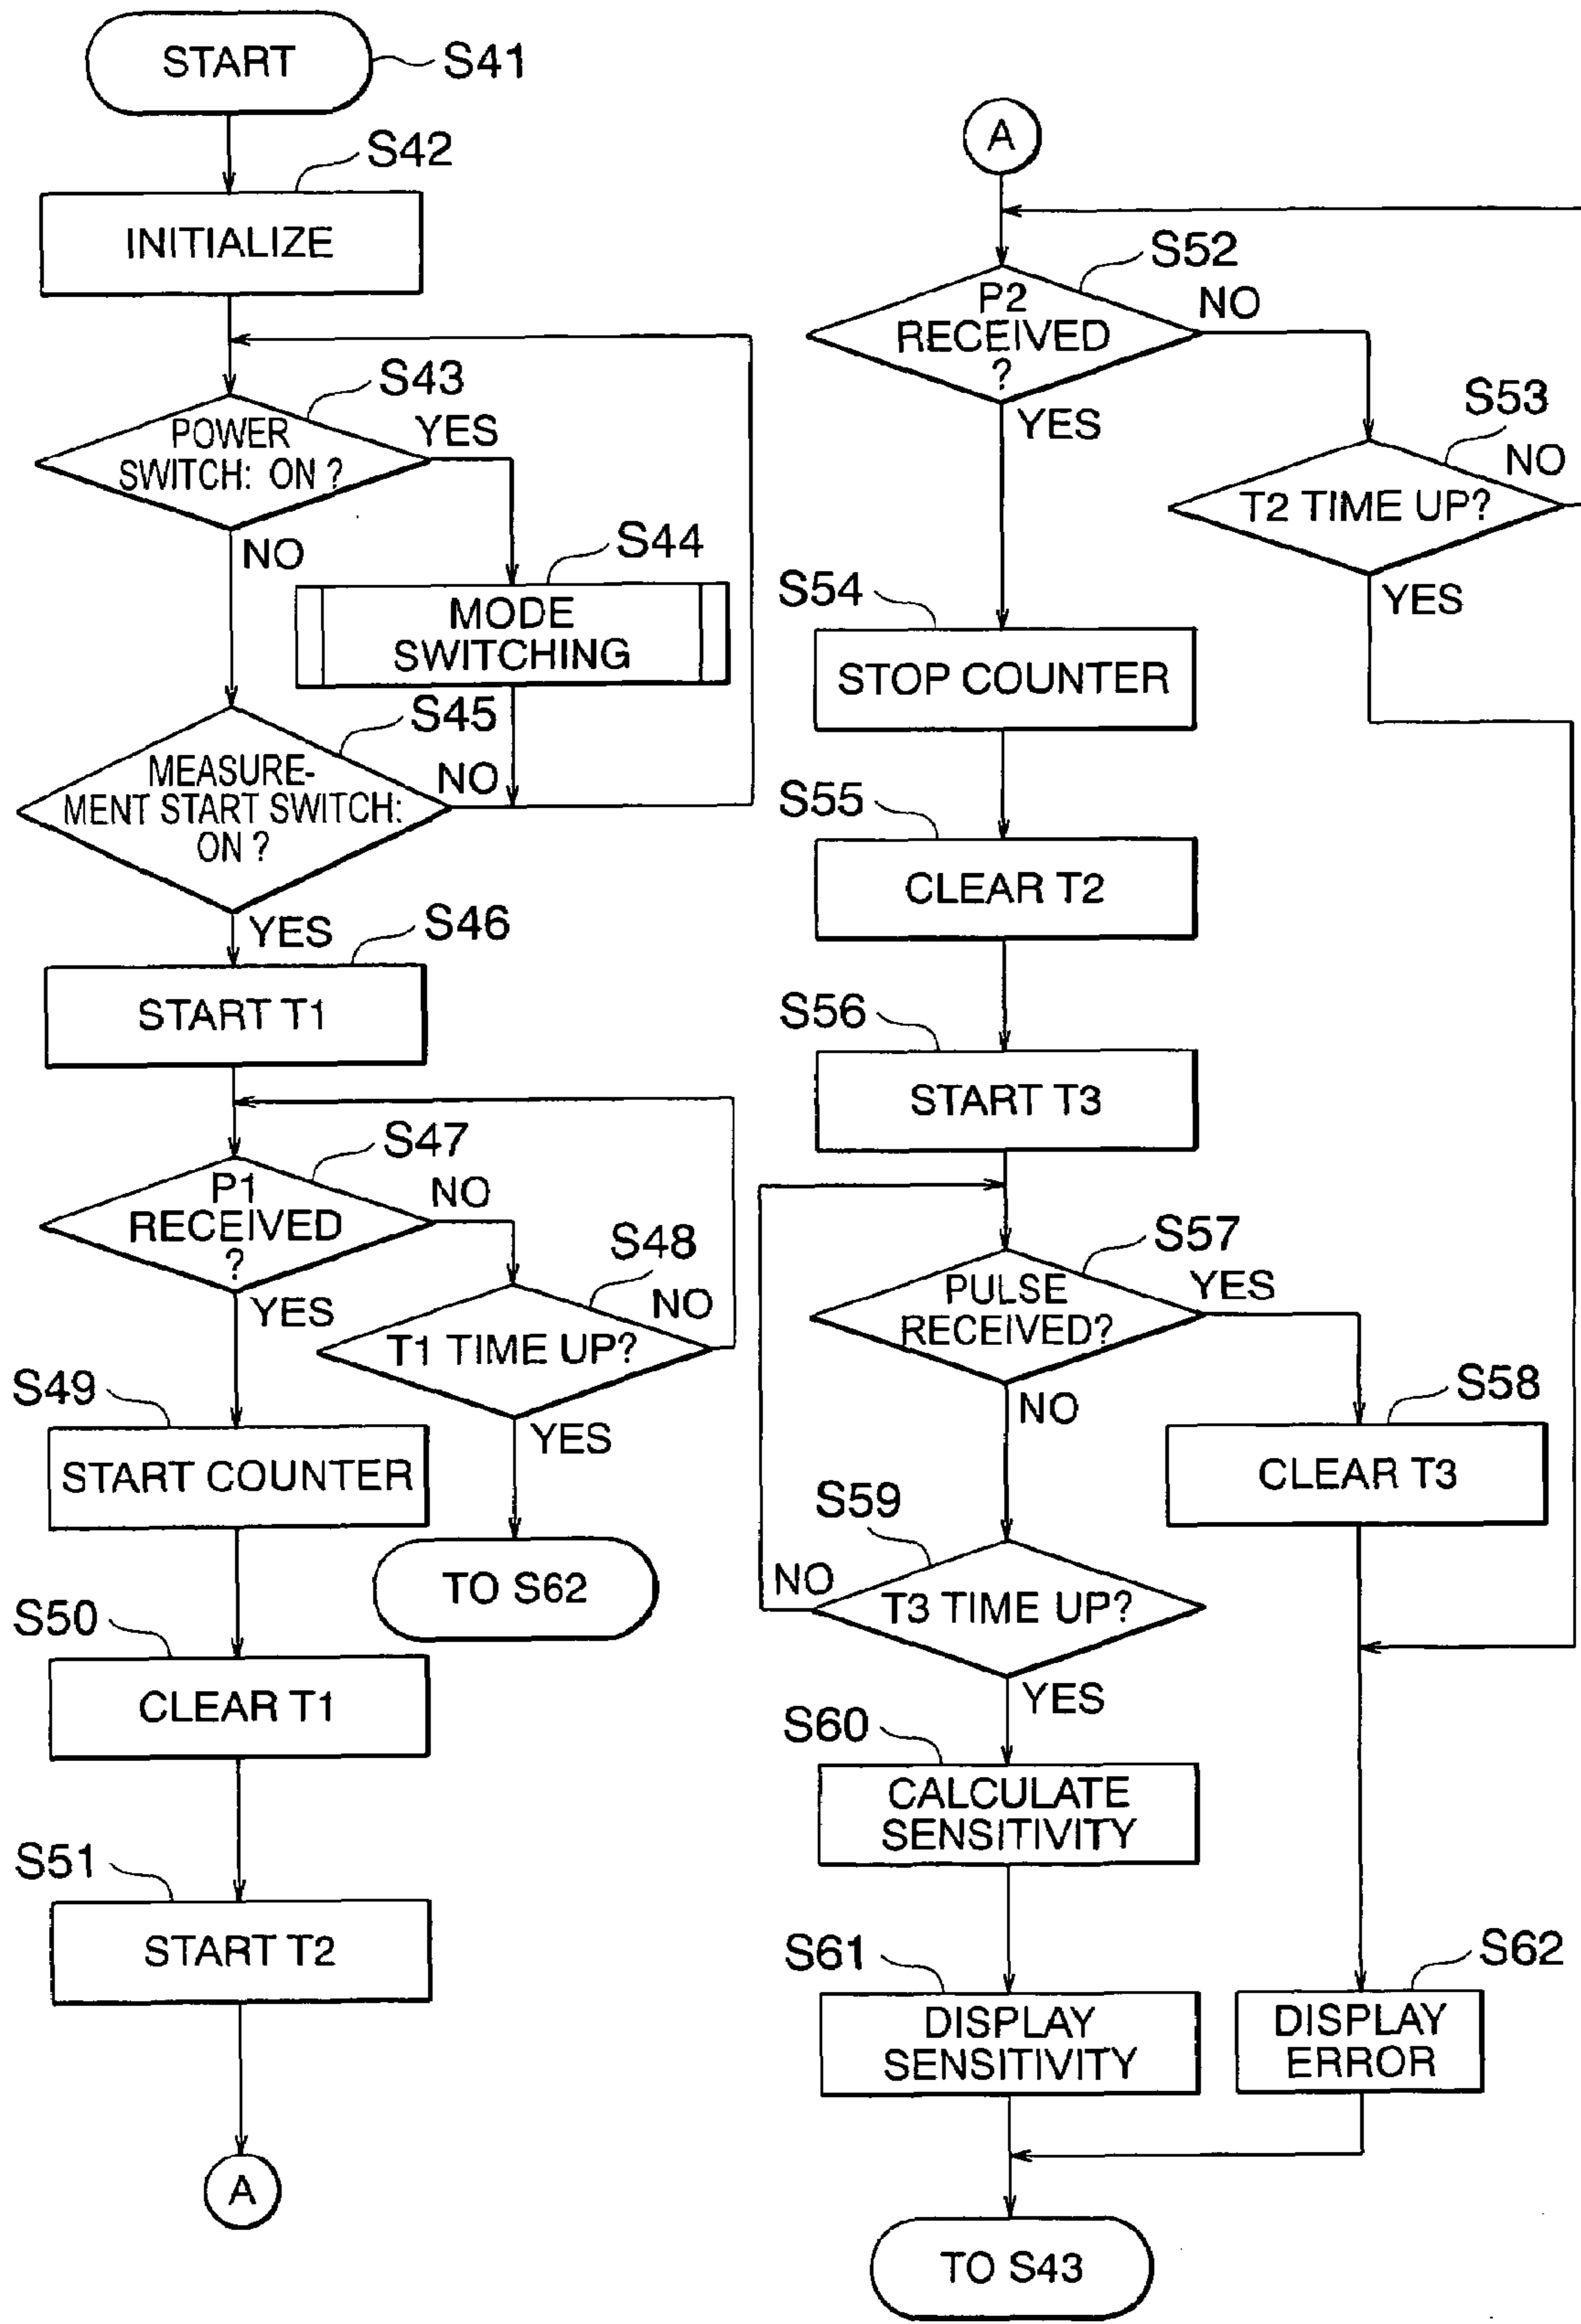 START
S41
S42
INITIALIZE
S43
POWER
SWITCH: ON ?
YES
NO
S44
MODE
SWITCHING
S45
MEASURE-
MENT START SWITCH:
ON ?
NO
YES
S46
START T1
S47
P1
RECEIVED
?
NO
YES
S48
T1 TIME UP?
NO
YES
TO S62
S49
START COUNTER
S50
CLEAR T1
S51
START T2
A
A
S52
P2
RECEIVED
?
NO
YES
S53
T2 TIME UP?
NO
YES
S54
STOP COUNTER
S55
CLEAR T2
S56
START T3
S57
PULSE
RECEIVED?
YES
NO
S58
CLEAR T3
S59
T3 TIME UP?
NO
YES
S60
CALCULATE
SENSITIVITY
S61
DISPLAY
SENSITIVITY
S62
DISPLAY
ERROR
TO S43